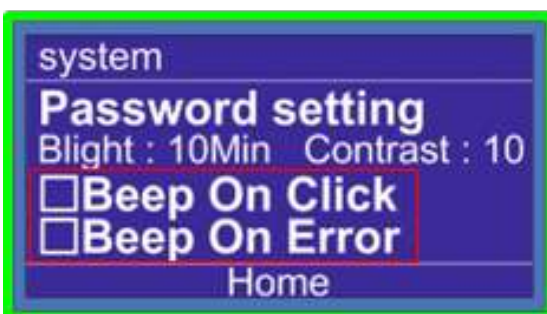 system
Password setting
Blight : 10Min Contrast : 10
☐Beep On Click
☐Beep On Error
Home